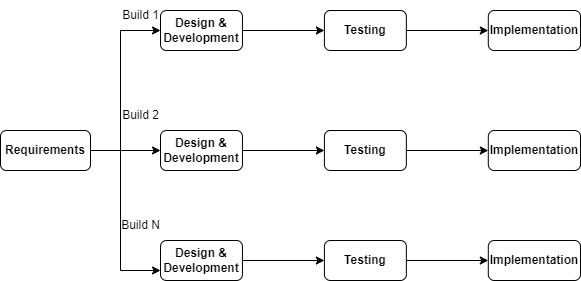 Build 1
Design &
Development
Testing
Implementation
Build 2
Requirements
Design &
Development
Testing
Implementation
Build N
Design &
Development
Testing
Implementation